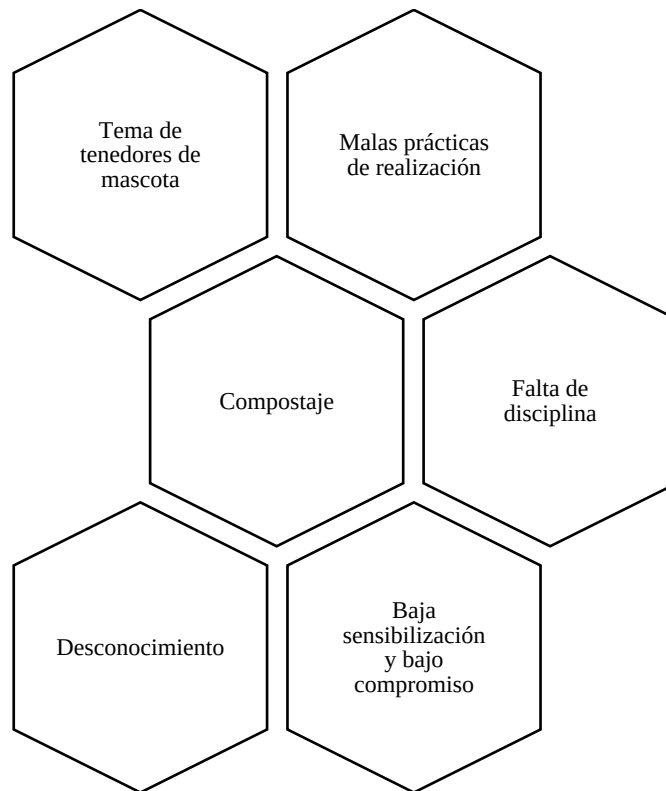 Tema de
tenedores de
mascota
Malas prácticas
de realización
Compostaje
Falta de
disciplina
Desconocimiento
Baja
sensibilización
y bajo
compromiso